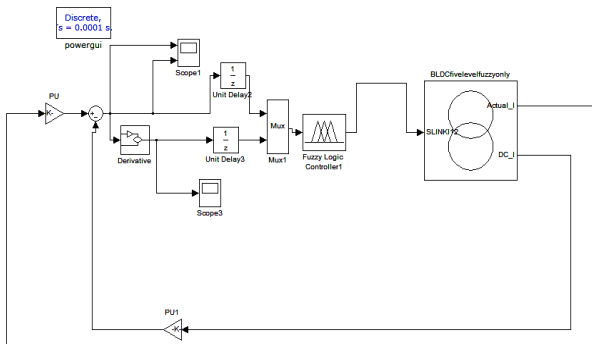 Discrete,
s = 0.0001 s.
powergui
PU
K-
Scope1
1
z
Unit Delay2
BLDCfivelevelfuzzyonly
Actual_I
SLINK112
DC_I
Mux
Mux1
Fuzzy Logic
Controller1
Derivative
1
z
Unit Delay3
Scope3
PU1
-K-